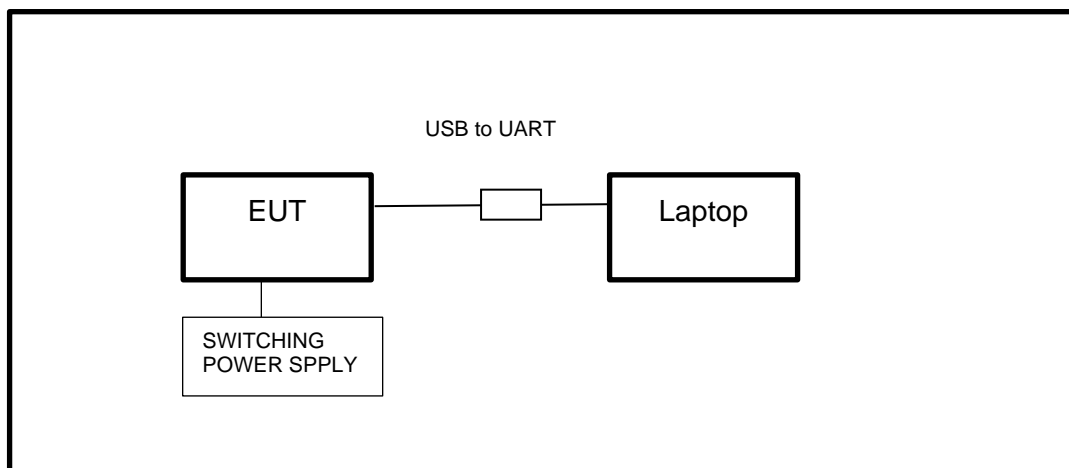 USB to UART
EUT
Laptop
SWITCHING
POWER SPPLY